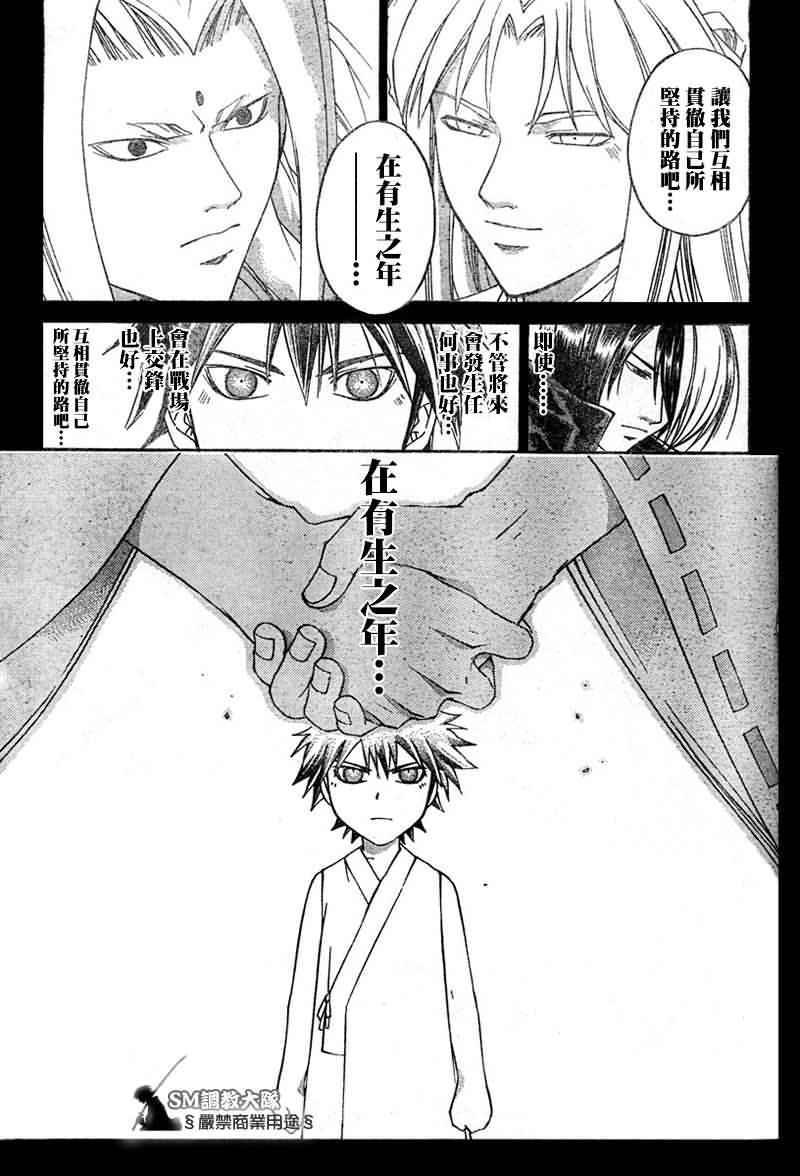 讓我們互相
貫徹自己所
堅持的路吧…
在有生之年
——…
即使……
不管將來
會發生任
何事也好…
會在戰場
上交鋒
也好…
互相貫徹自己
所堅持的路吧…
在有生之年…
SM調教大隊
§嚴禁商業用途§